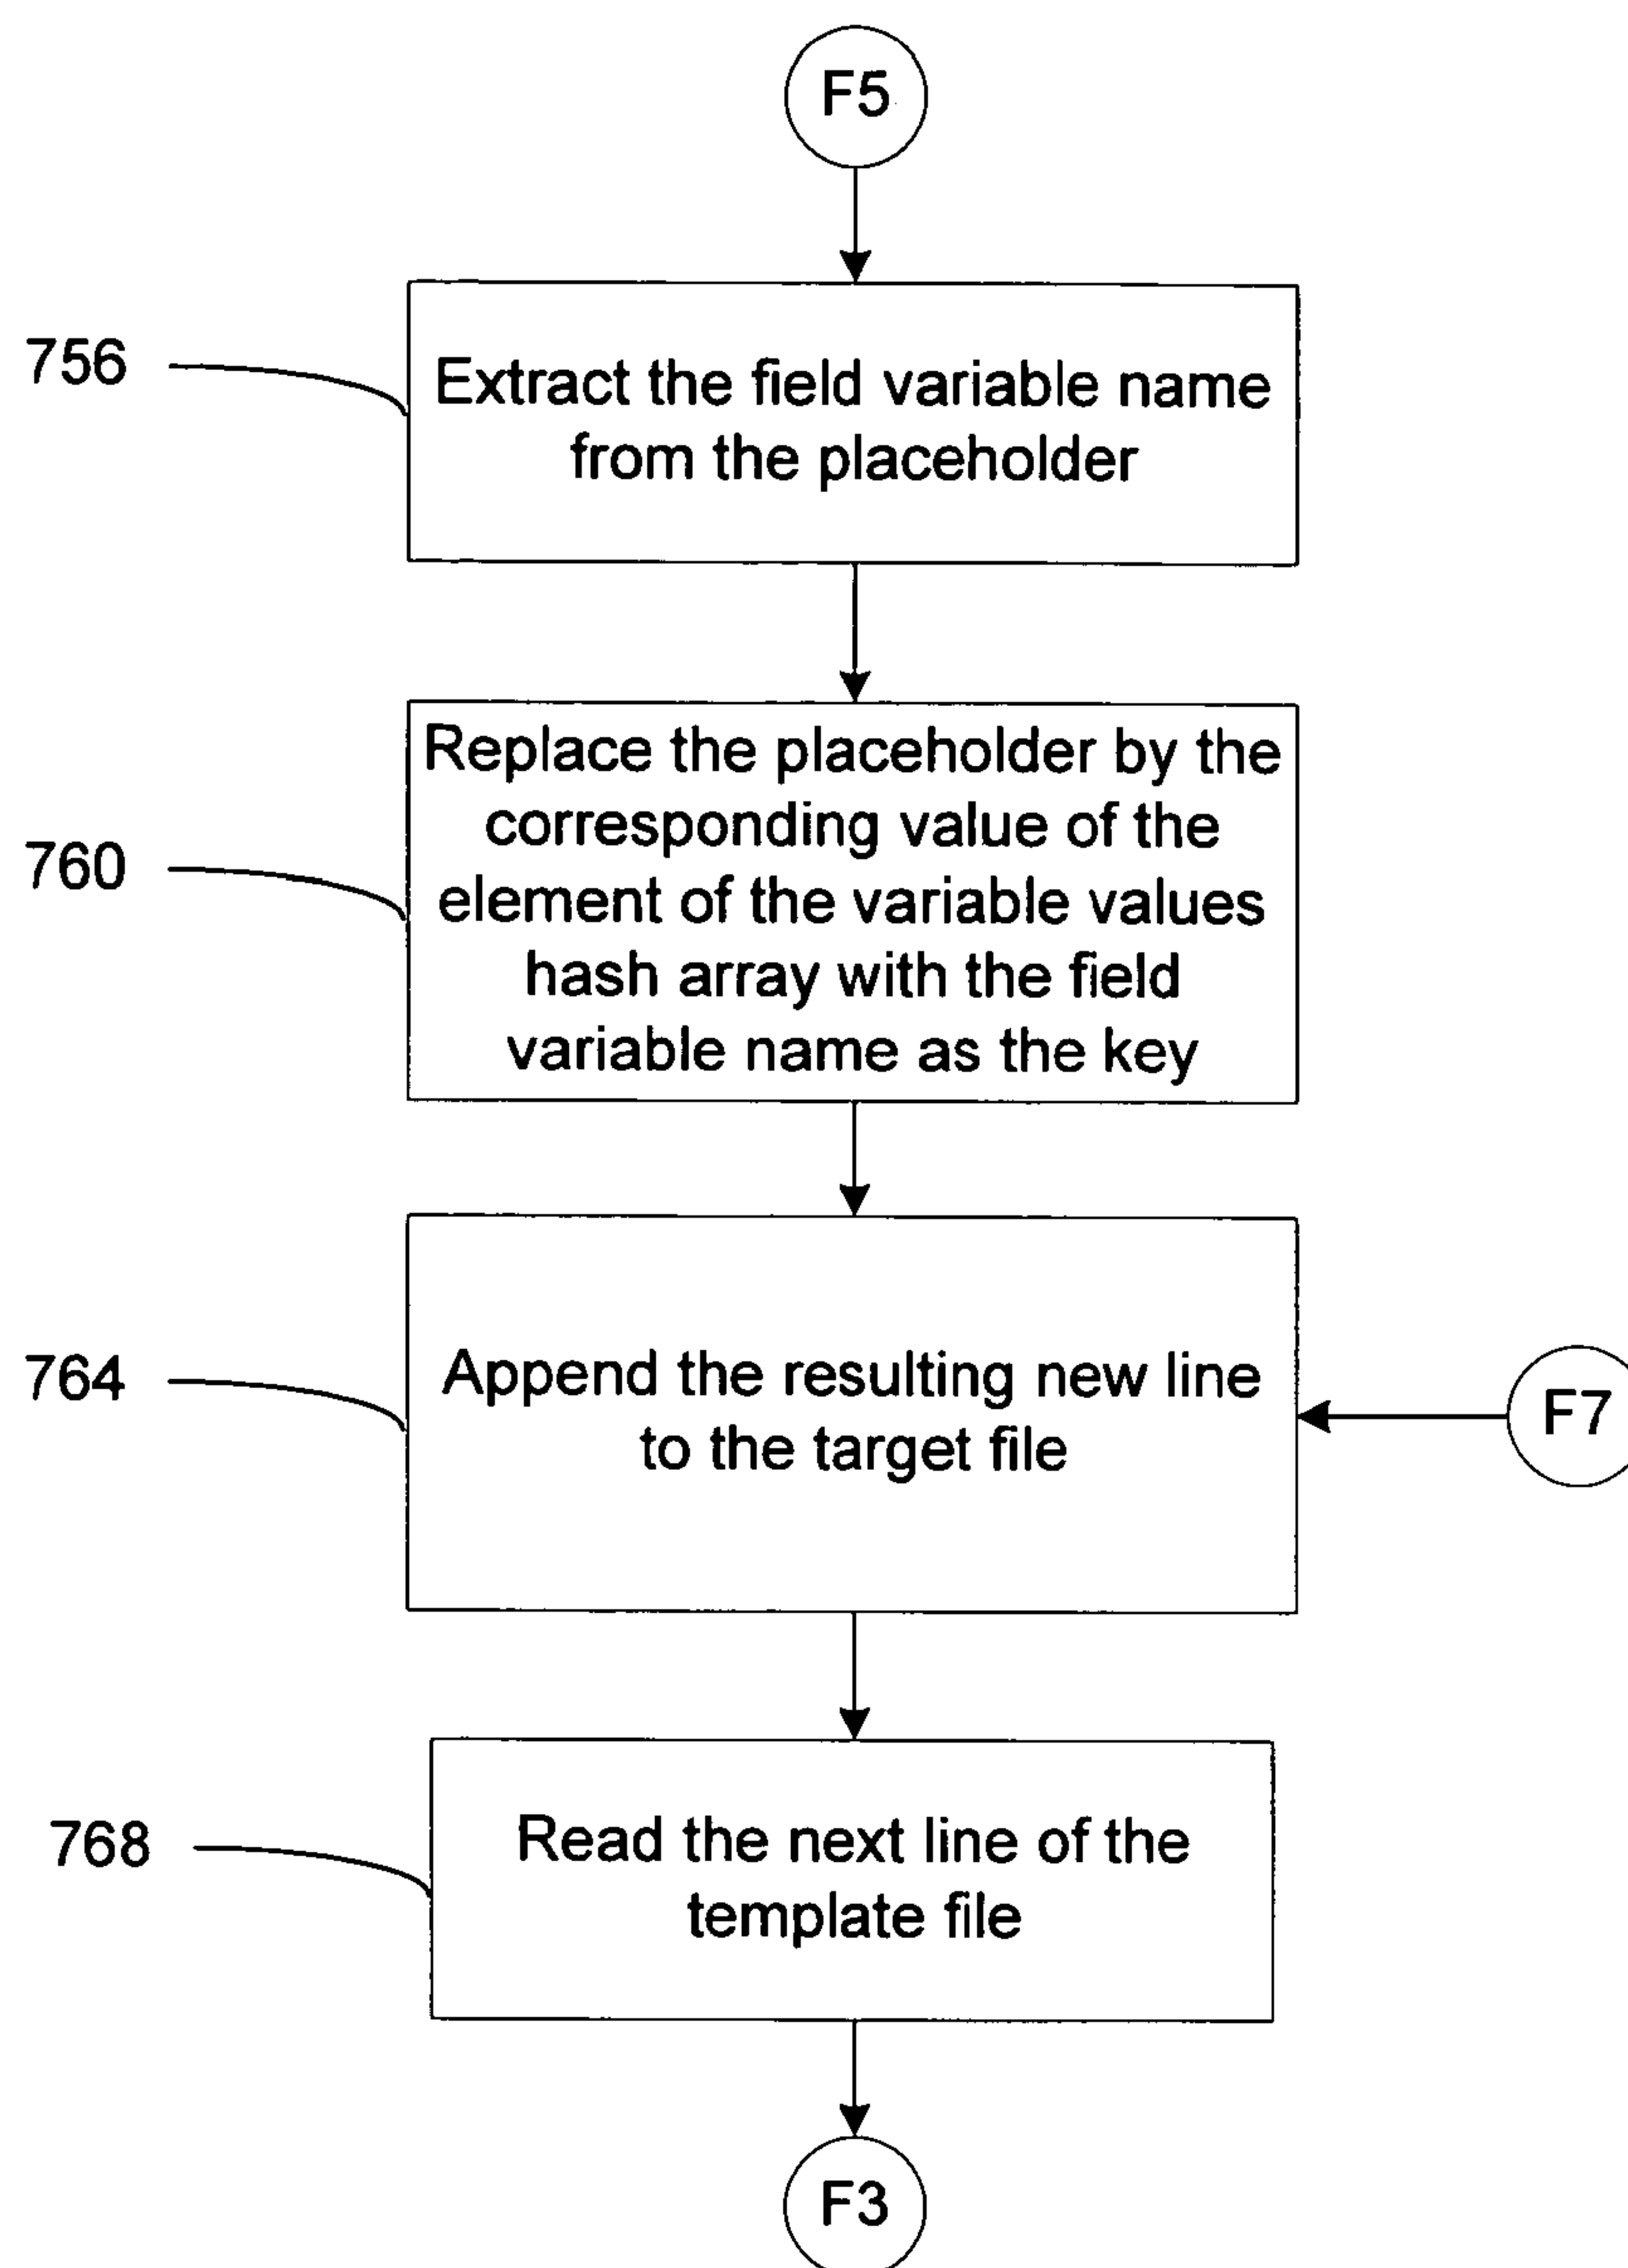 F5
756
Extract the field variable name
from the placeholder
760
Replace the placeholder by the
corresponding value of the
element of the variable values
hash array with the field
variable name as the key
764
Append the resulting new line
to the target file
F7
768
Read the next line of the
template file
F3